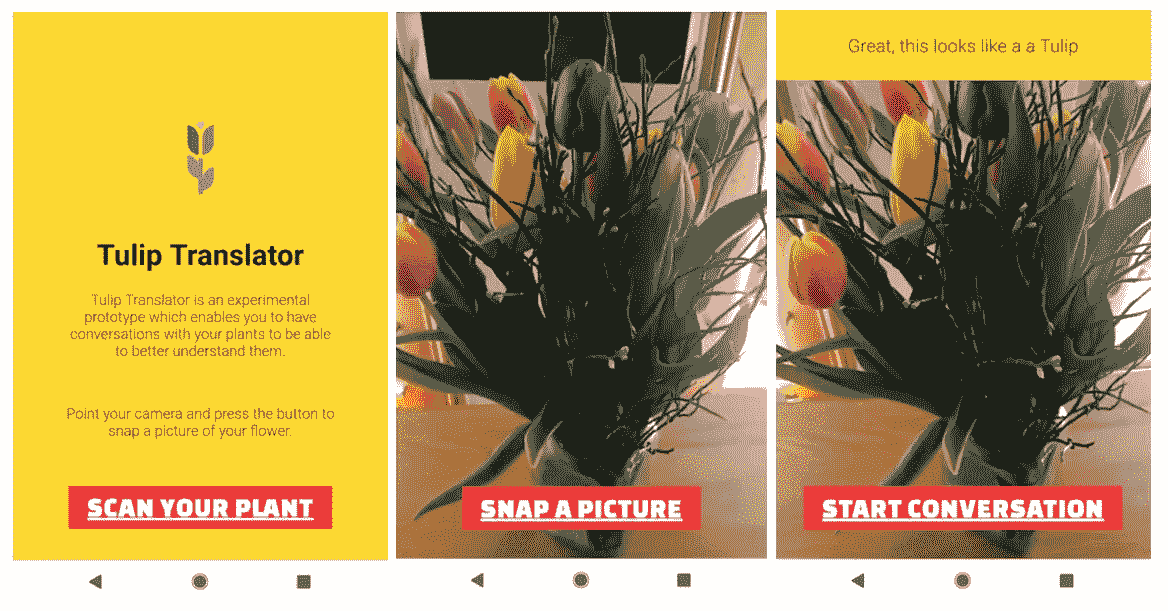 Tulip Translator
Tulip Translator is an experimental
prototype which enables you to have
conversations with your plants to be able
to better understand them.
Point your camera and press the button to
snap a picture of your flower.
SCAN YOUR PLANT
SNAP A PICTURE
Great, this looks like a a Tulip
START CONVERSATION